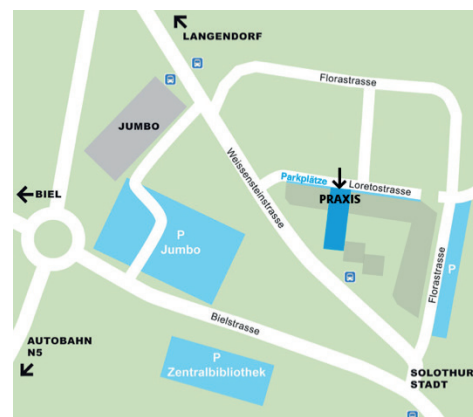 LANGENDORF
Florastrasse
JUMBO
Weissensteinstrasse
Parkplätze
Loretostrasse
BIEL
PRAXIS
P
Jumbo
P
Florastrasse
Bielstrasse
AUTOBAHN
N5
P
Zentralbibliothek
SOLOTHUR
STADT